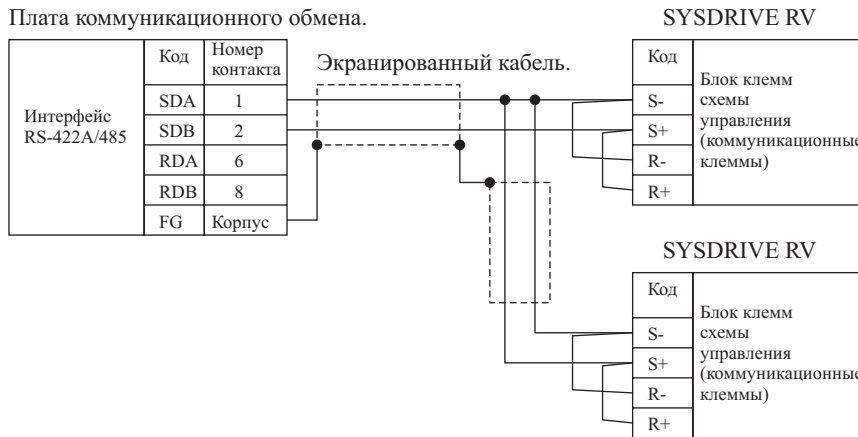 Плата коммуникационного обмена.
SYSDRIVE RV
Код
Номер
контакта
Экранированный кабель.
Интерфейс
RS-422A/485
SDA 1
SDB 2
RDA 6
RDB 8
FG Корпус
Код
S-
S+
R-
R+
Блок клемм
схемы
управления
(коммуникационные
клеммы)
SYSDRIVE RV
Код
S-
S+
R-
R+
Блок клемм
схемы
управления
(коммуникационные
клеммы)